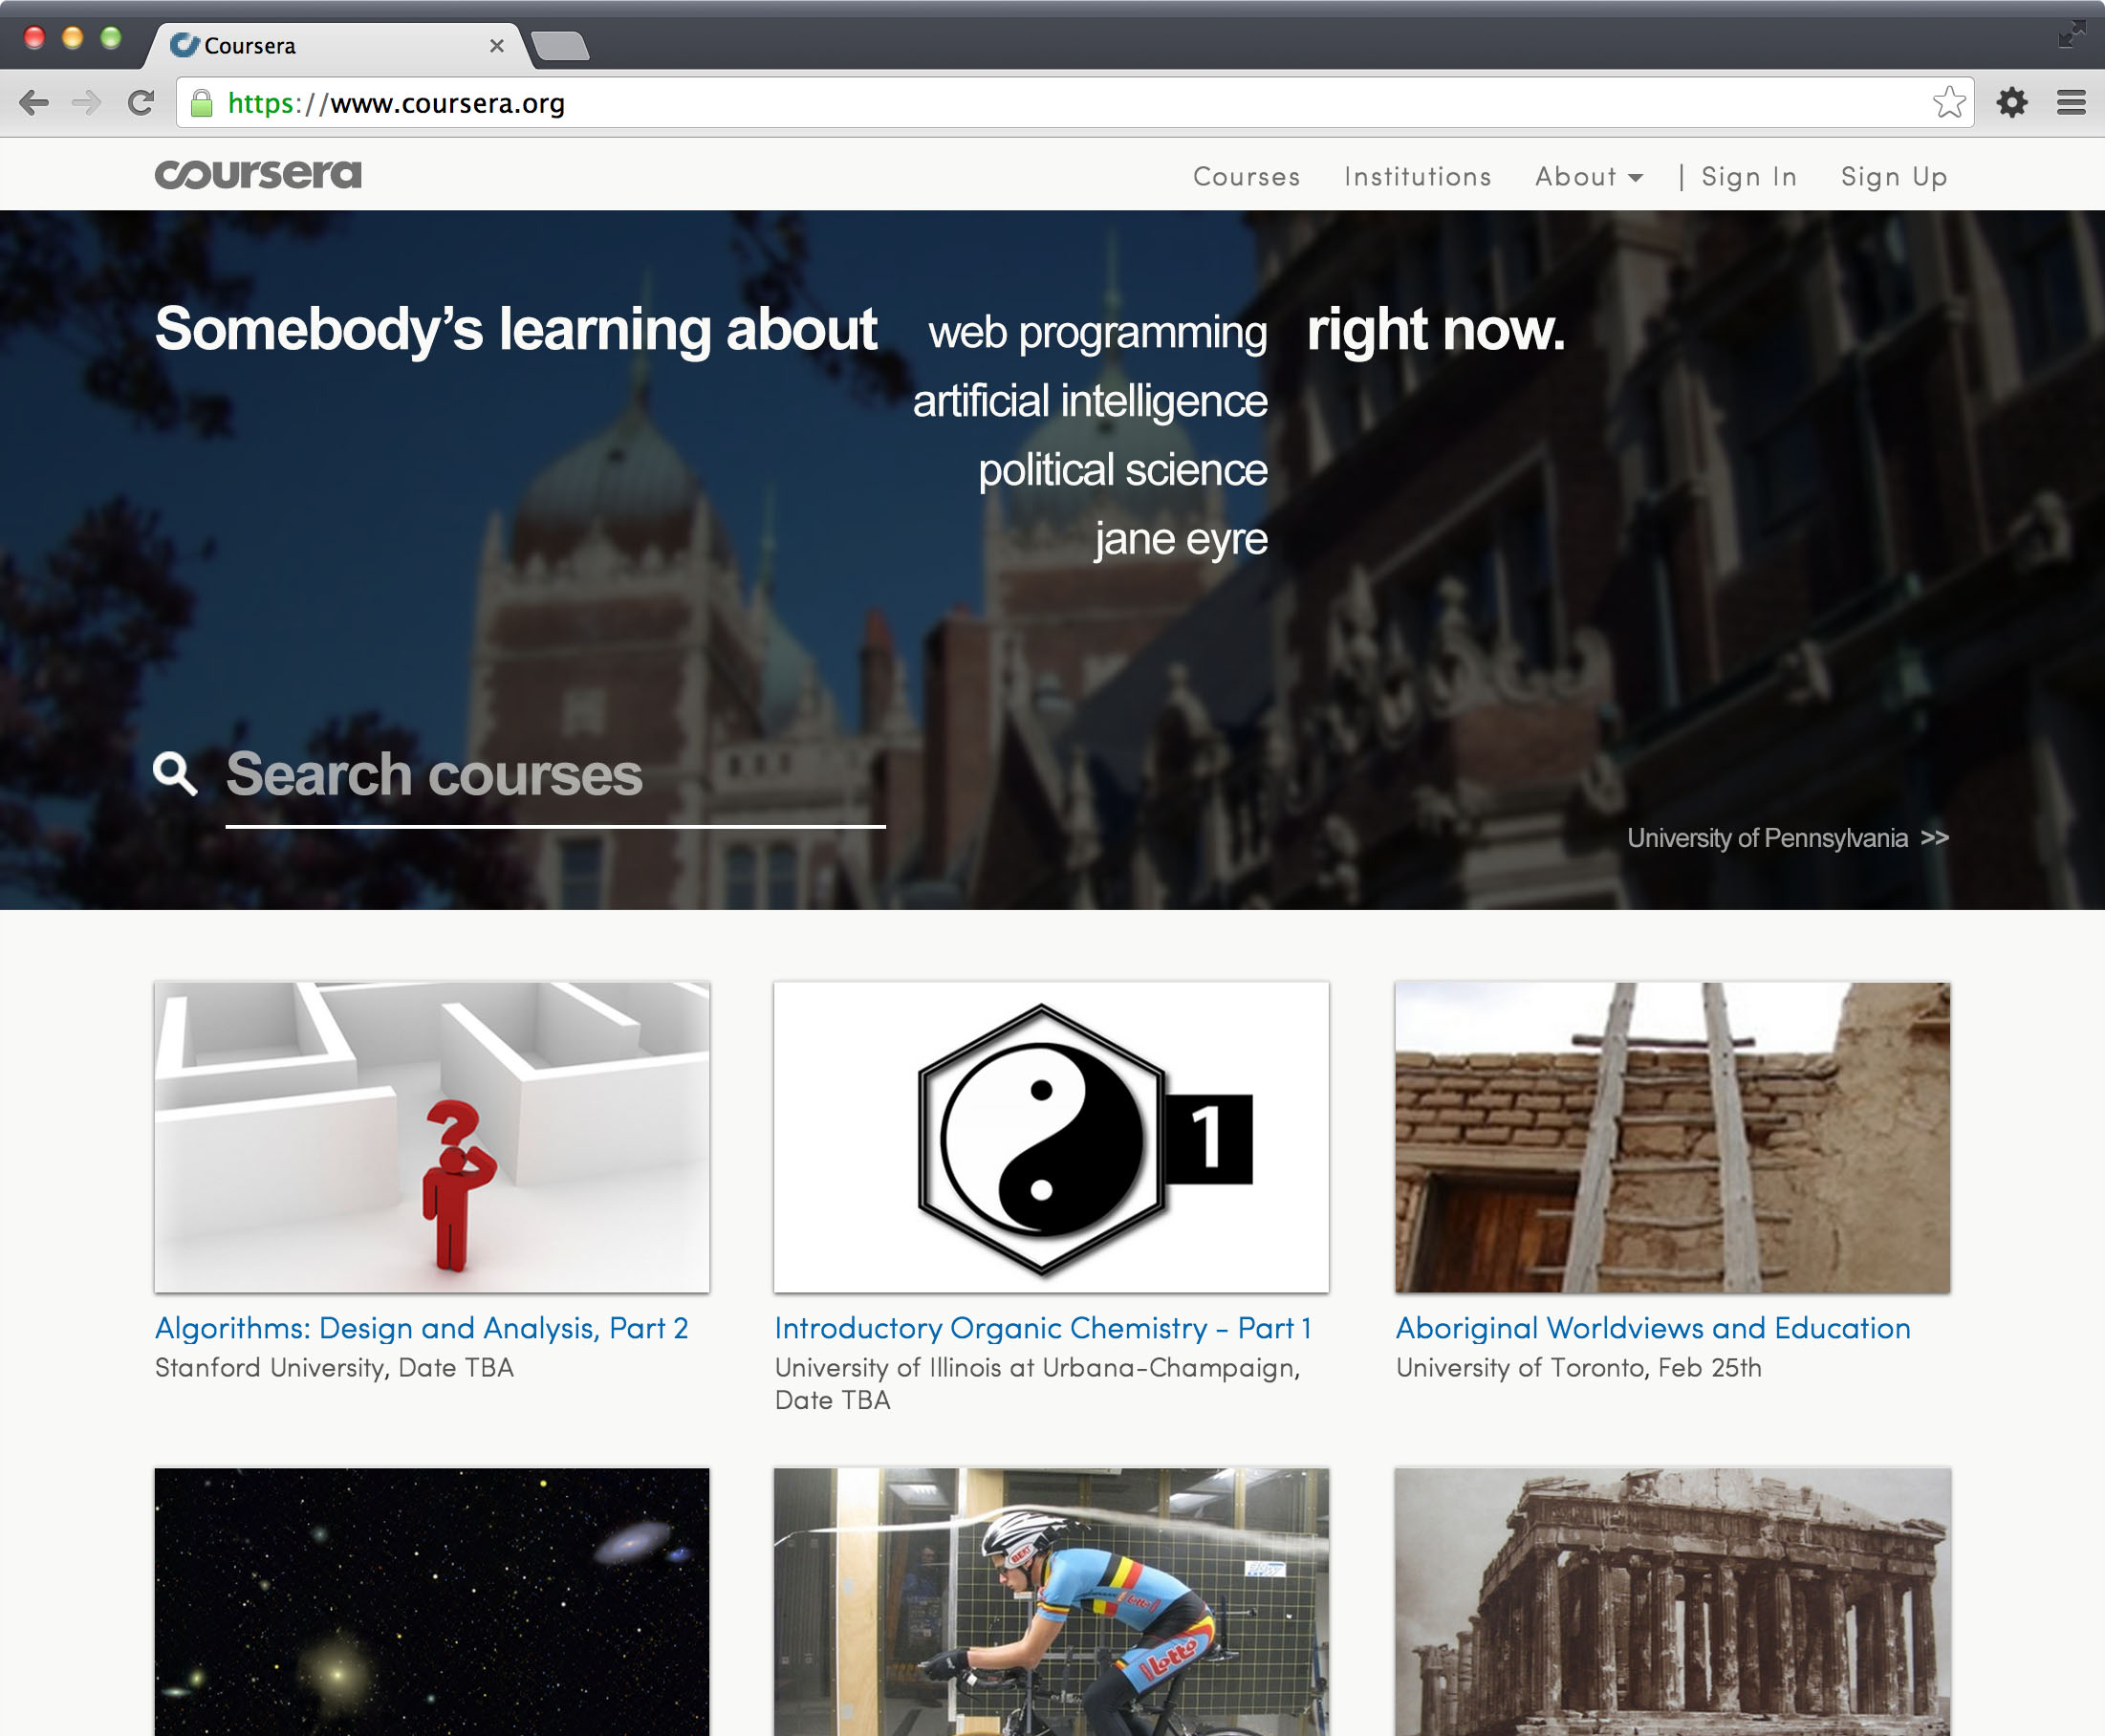 Coursera
https://www.coursera.org
coursera
Courses Institutions About | Sign In Sign Up
Somebody's learning about web programming right now.
artificial intelligence
political science
jane eyre
Search courses
University of Pennsylvania >>
?
1
Algorithms: Design and Analysis, Part 2
Stanford University, Date TBA
Introductory Organic Chemistry - Part 1
University of Illinois at Urbana-Champaign,
Date TBA
Aboriginal Worldviews and Education
University of Toronto, Feb 25th
Lotto